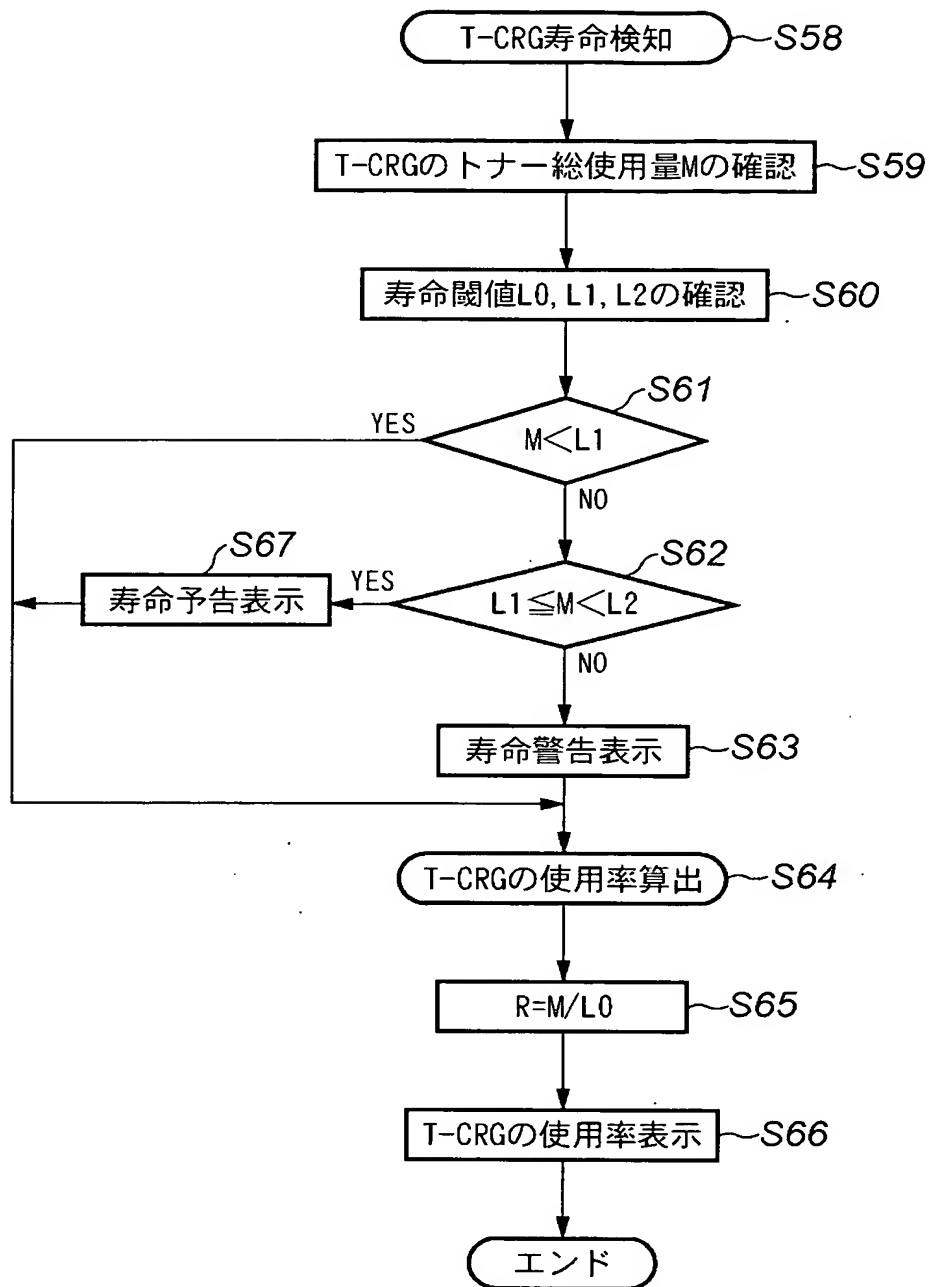 T-CRG寿命検知
S58
T-CRGのトナー総使用量Mの確認
S59
寿命閾値L0, L1, L2の確認
S60
S61
YES
M<L1
NO
S67
S62
寿命予告表示
YES
L1≦M<L2
NO
寿命警告表示
S63
T-CRGの使用率算出
S64
R=M/L0
S65
T-CRGの使用率表示
S66
エンド